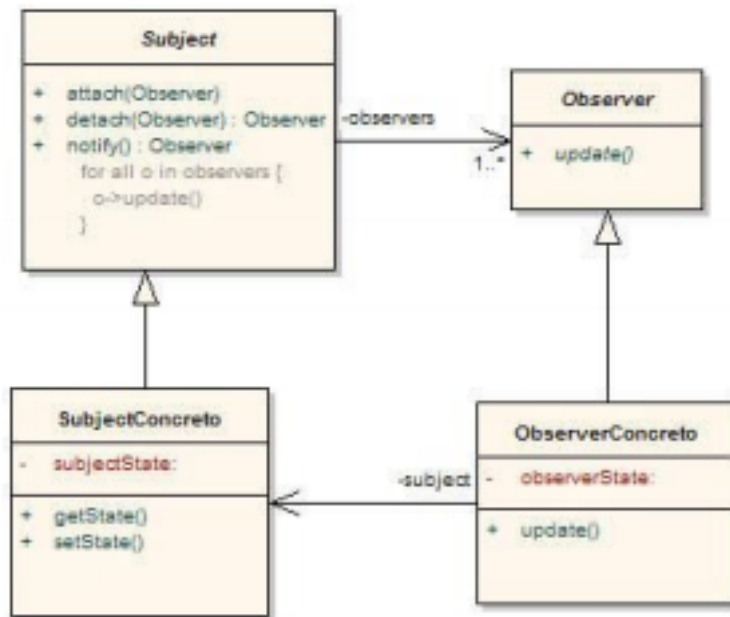 Subject
+ attach(Observer)
+ detach(Observer) : Observer
+ notify() : Observer
for all o in observers {
o->update()
}
-observers
1..*
Observer
+ update()
SubjectConcreto
- subjectState:
+ getState()
+ setState()
-subject
ObserverConcreto
- observerState:
+ update()